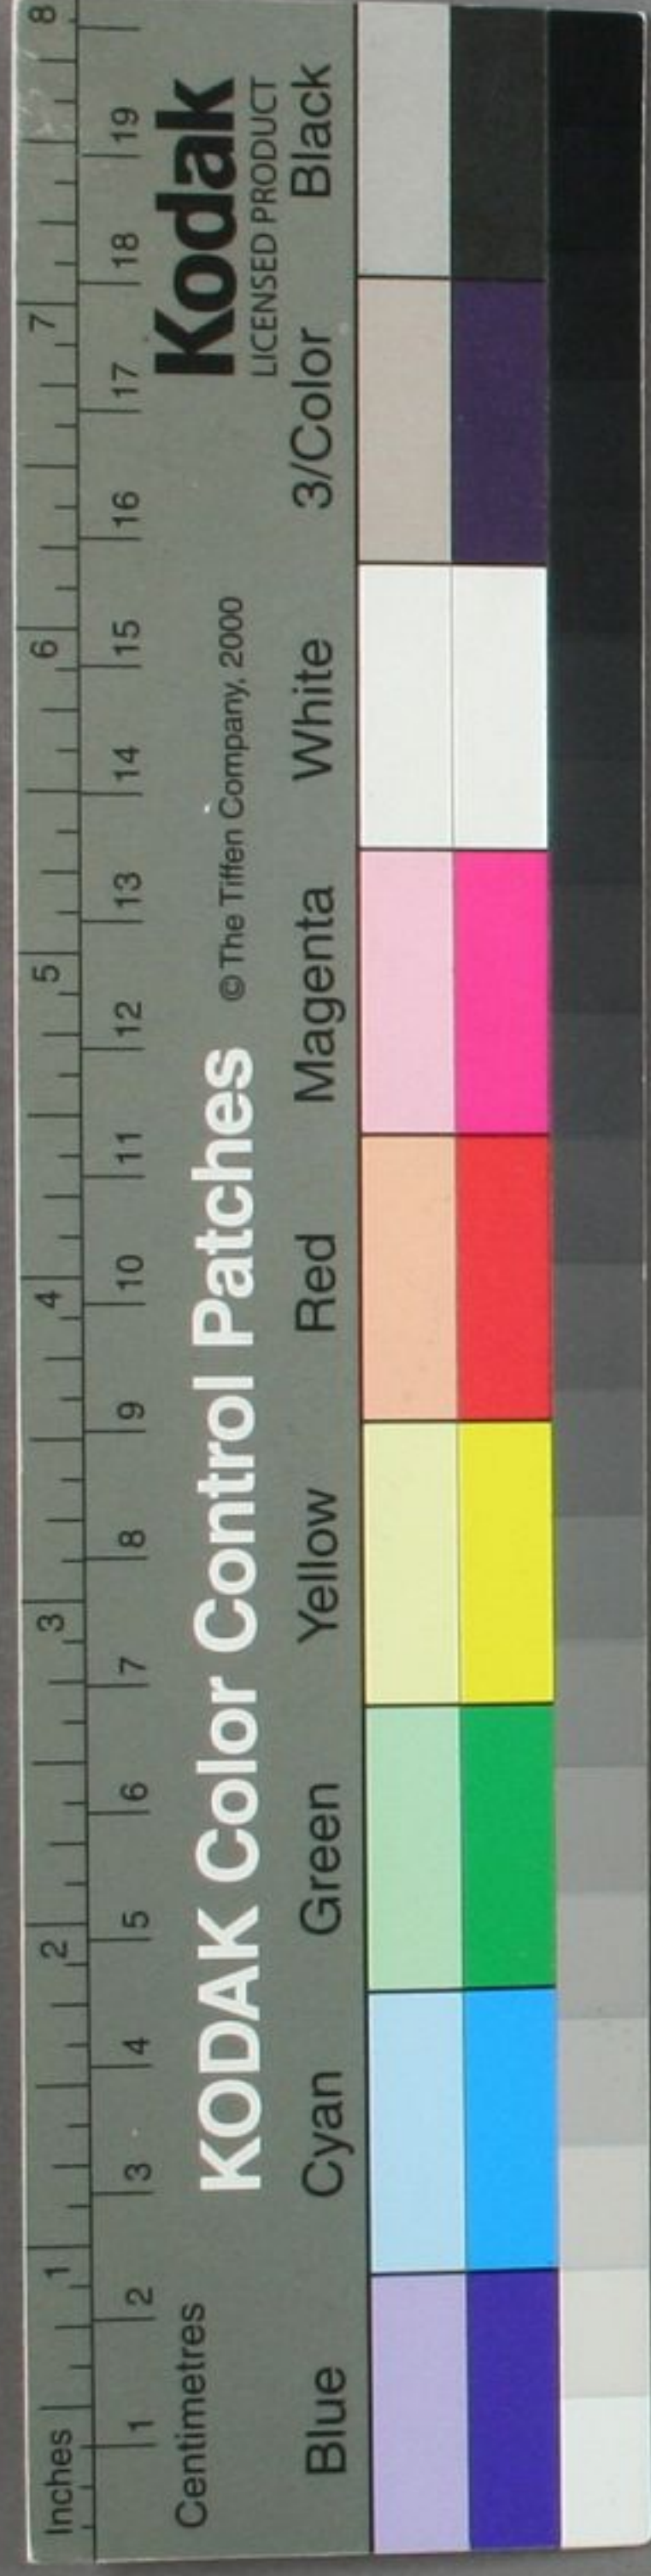 Inches 1 2 3 4 5 6 7 8
Centimetres 1 2 3 4 5 6 7 8 9 10 11 12 13 14 15 16 17 18 19
KODAK Color Control Patches © The Tiffen Company, 2000 Kodak
LICENSED PRODUCT
Blue Cyan Green Yellow Red Magenta White 3/Color Black